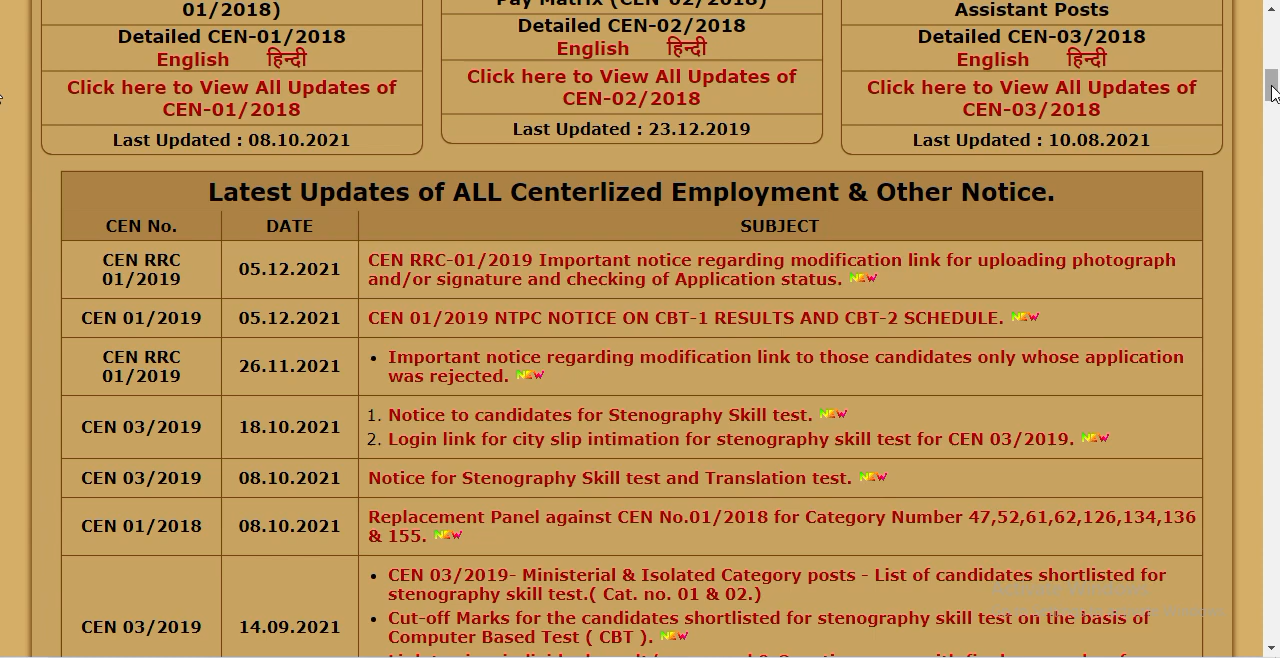 01/2018)
Detailed CEN-01/2018
English हिन्दी
Click here to View All Updates of
CEN-01/2018
Last Updated : 08.10.2021
Pay Matrix (CEN-02/2018)
Detailed CEN-02/2018
English हिन्दी
Click here to View All Updates of
CEN-02/2018
Last Updated : 23.12.2019
Assistant Posts
Detailed CEN-03/2018
English हिन्दी
Click here to View All Updates of
CEN-03/2018
Last Updated : 10.08.2021
Latest Updates of ALL Centerlized Employment & Other Notice.
CEN No. DATE SUBJECT
CEN RRC
01/2019
05.12.2021
CEN RRC-01/2019 Important notice regarding modification link for uploading photograph
and/or signature and checking of Application status. NEW
CEN 01/2019 05.12.2021 CEN 01/2019 NTPC NOTICE ON CBT-1 RESULTS AND CBT-2 SCHEDULE. NEW
CEN RRC
01/2019
26.11.2021
• Important notice regarding modification link to those candidates only whose application
was rejected. NEW
CEN 03/2019 18.10.2021
1. Notice to candidates for Stenography Skill test. NEW
2. Login link for city slip intimation for stenography skill test for CEN 03/2019. NEW
CEN 03/2019 08.10.2021 Notice for Stenography Skill test and Translation test. NEW
CEN 01/2018 08.10.2021
Replacement Panel against CEN No.01/2018 for Category Number 47,52,61,62,126,134,136
& 155. NEW
CEN 03/2019 14.09.2021
• CEN 03/2019- Ministerial & Isolated Category posts - List of candidates shortlisted for
stenography skill test.( Cat. no. 01 & 02.)
• Cut-off Marks for the candidates shortlisted for stenography skill test on the basis of
Computer Based Test ( CBT ). NEW